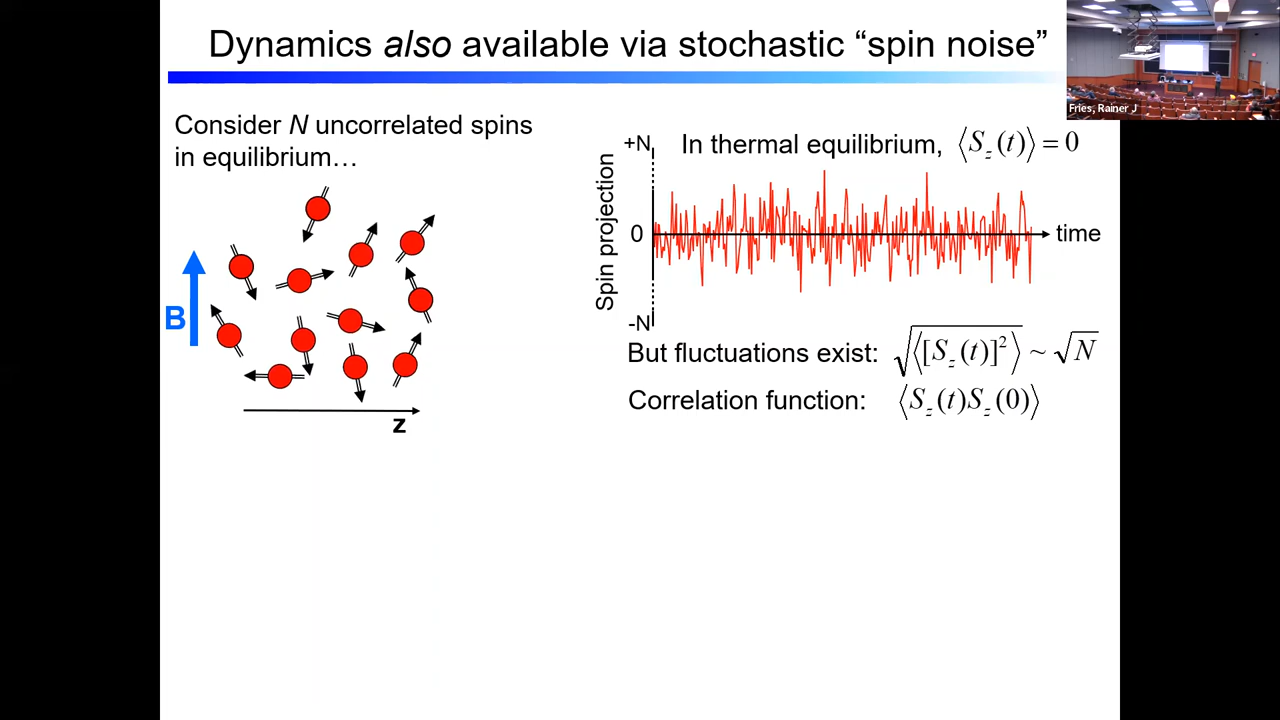 Dynamics also available via stochastic “spin noise”
Fries, Rainer J
Consider N uncorrelated spins
in equilibrium…
B
z
Spin projection
+N
0
-N
In thermal equilibrium, ⟨S_z(t)⟩ = 0
time
But fluctuations exist: √⟨[S_z(t)]²⟩ ~ √N
Correlation function: ⟨S_z(t)S_z(0)⟩